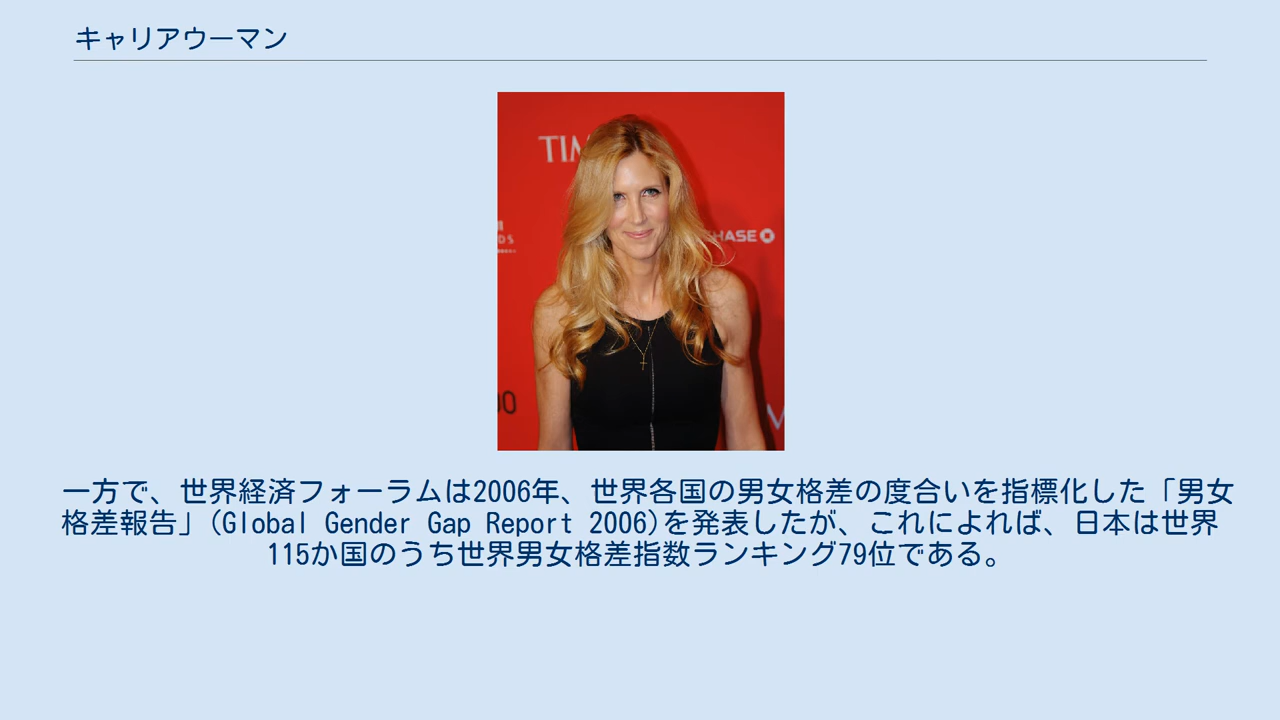 キャリアウーマン
TIM
CHASE
DS
00
一方で、世界経済フォーラムは2006年、世界各国の男女格差の度合いを指標化した「男女
格差報告」(Global Gender Gap Report 2006)を発表したが、これによれば、日本は世界
115か国のうち世界男女格差指数ランキング79位である。